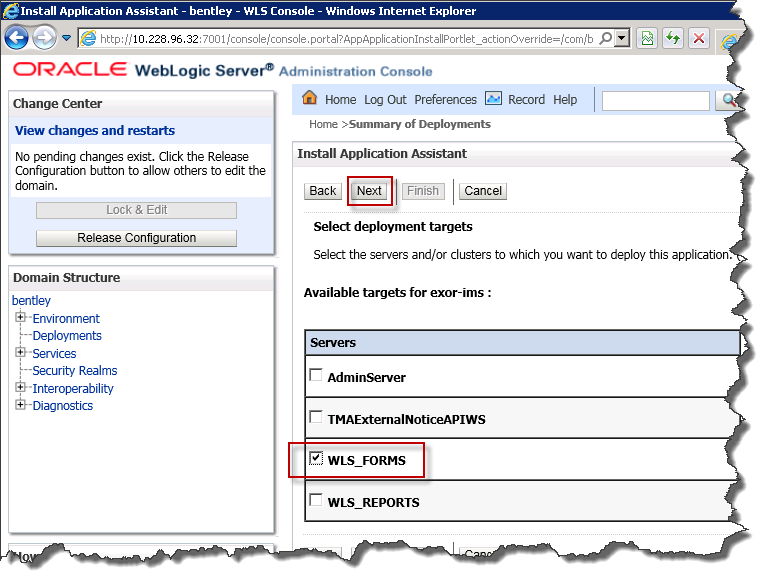 Install Application Assistant - bentley - WLS Console - Windows Internet Explorer
http://10.228.96.32:7001/console/console.portal?AppApplicationInstallPortlet_actionOverride=/com/b
ORACLE WebLogic Server® Administration Console
Change Center
View changes and restarts
No pending changes exist. Click the Release
Configuration button to allow others to edit the
domain.
Lock & Edit
Release Configuration
Domain Structure
bentley
Environment
Deployments
Services
Security Realms
Interoperability
Diagnostics
Home Log Out Preferences Record Help
Home >Summary of Deployments
Install Application Assistant
Back Next Finish Cancel
Select deployment targets
Select the servers and/or clusters to which you want to deploy this application.
Available targets for exor-ims :
Servers
AdminServer
TMAExternalNoticeAPIWS
WLS_FORMS
WLS_REPORTS